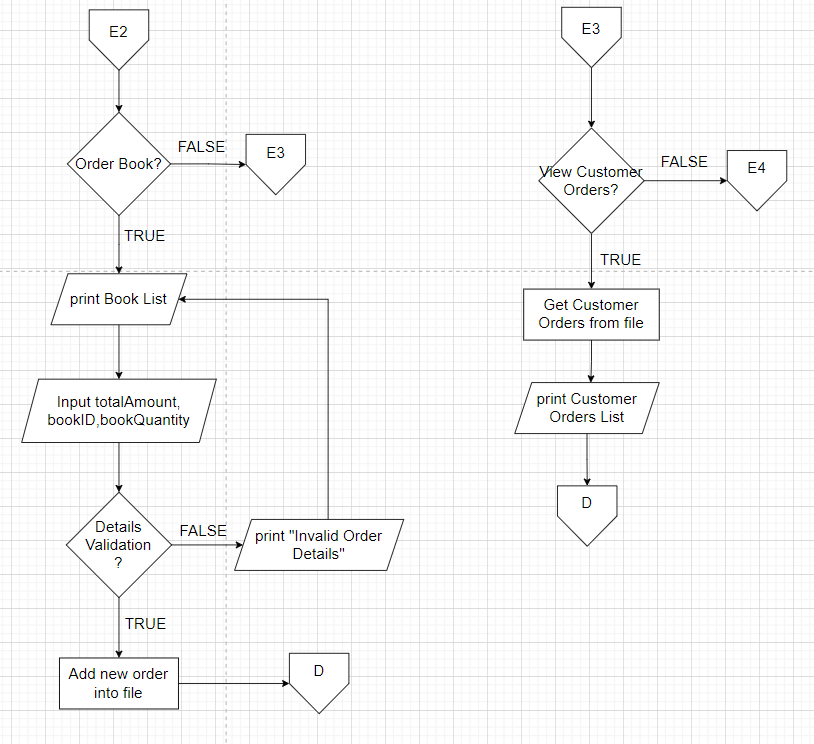 E2
Order Book?
FALSE
E3
TRUE
print Book List
Input totalAmount,
bookID,bookQuantity
Details
Validation
?
FALSE
print "Invalid Order
Details"
TRUE
Add new order
into file
D
E3
View Customer
Orders?
FALSE
E4
TRUE
Get Customer
Orders from file
print Customer
Orders List
D